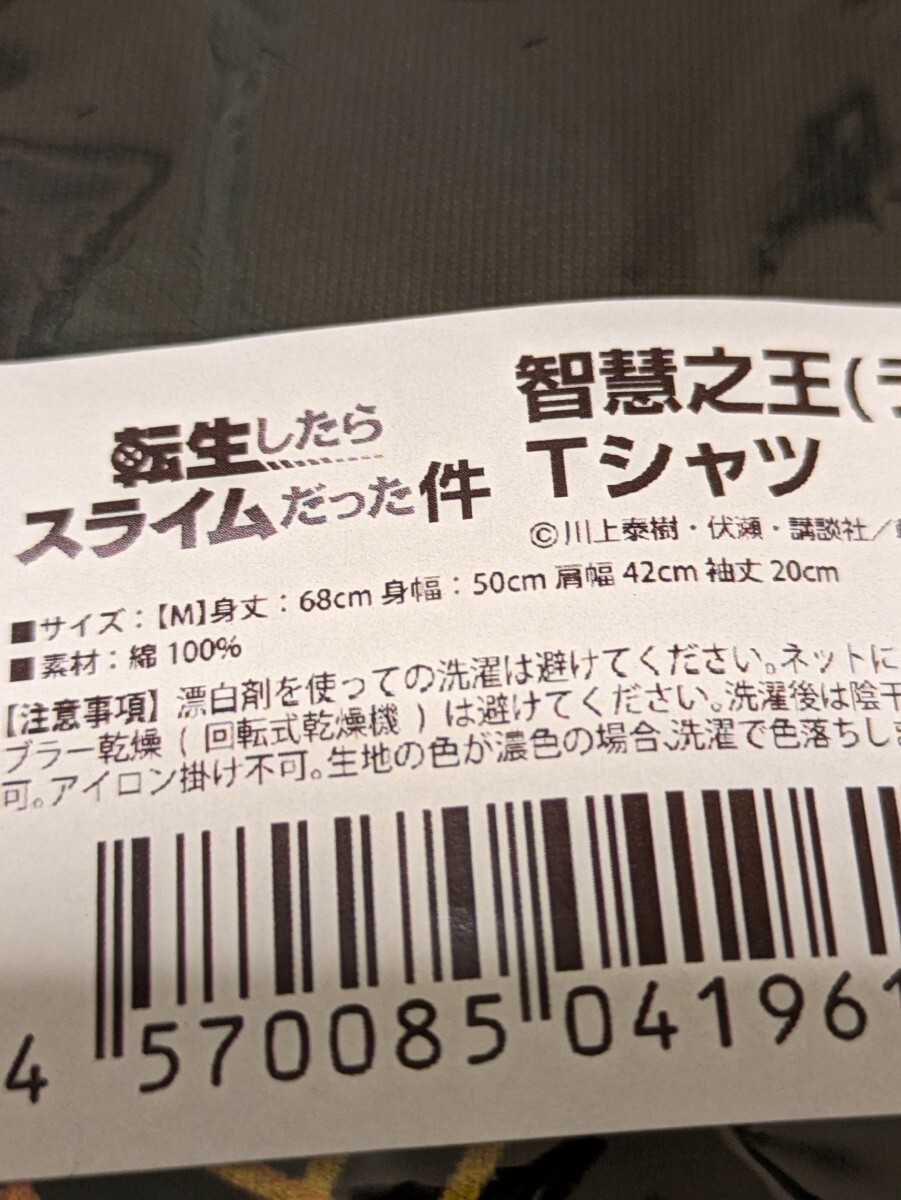 転生したら
スライムだった件
智慧之王(ラ
Tシャツ
©川上泰樹・伏瀬・講談社/
■サイズ：【M】身丈：68cm 身幅：50cm 肩幅 42cm 袖丈 20cm
■素材：綿 100%
【注意事項】漂白剤を使っての洗濯は避けてください。ネットに
ブラー乾燥(回転式乾燥機)は避けてください。洗濯後は陰干
可。アイロン掛け不可。生地の色が濃色の場合、洗濯で色落ちしま
4 570085 041961